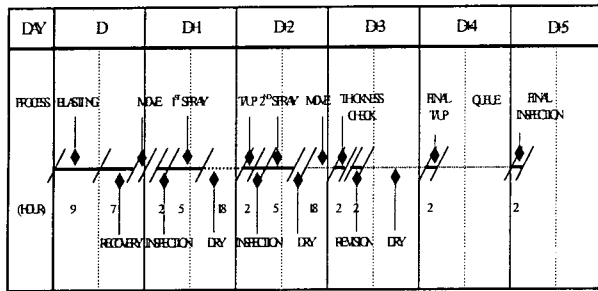 DAY D D+1 D+2 D+3 D+4 D+5
PROCESS BLASTING MOVE 1ST SPRAY T/UP 2ND SPRAY MOVE THICKNESS CHECK FINAL T/UP QUEUE FINAL INSPECTION
(HOUR) 9 7 2 5 18 2 5 18 2 2 2 2
RECOVERY INSPECTION DRY INSPECTION DRY REVISION DRY